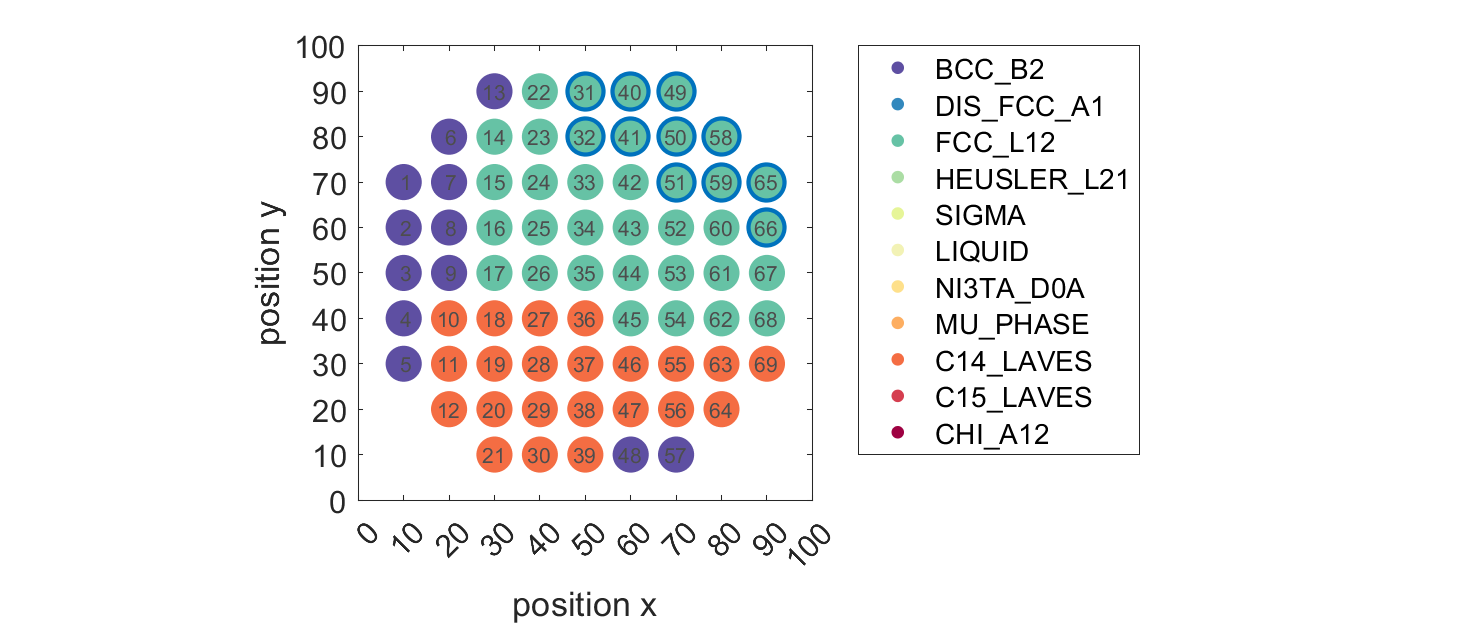 100
90 13 22 31 40 49
80 6 14 23 32 41 50 58
70 1 7 15 24 33 42 51 59 65
60 2 8 16 25 34 43 52 60 66
50 3 9 17 26 35 44 53 61 67
40 4 10 18 27 36 45 54 62 68
30 5 11 19 28 37 46 55 63 69
20 12 20 29 38 47 56 64
10 21 30 39 48 57
0
0 10 20 30 40 50 60 70 80 90 100
position x
position y
BCC_B2
DIS_FCC_A1
FCC_L12
HEUSLER_L21
SIGMA
LIQUID
NI3TA_D0A
MU_PHASE
C14_LAVES
C15_LAVES
CHI_A12